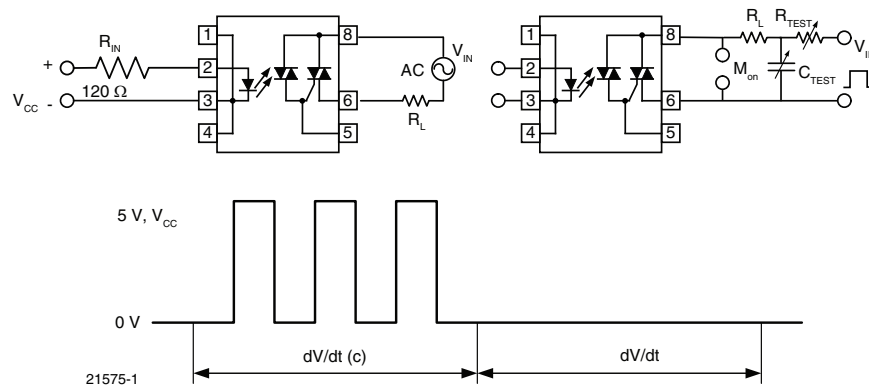 1
8
R_IN
V_IN
+
2
AC
120 Ω
V_CC
-
3
6
R_L
4
5
1
8
R_L
R_TEST
2
M_on
C_TEST
3
6
4
5
5 V, V_CC
0 V
dV/dt (c)
dV/dt
21575-1